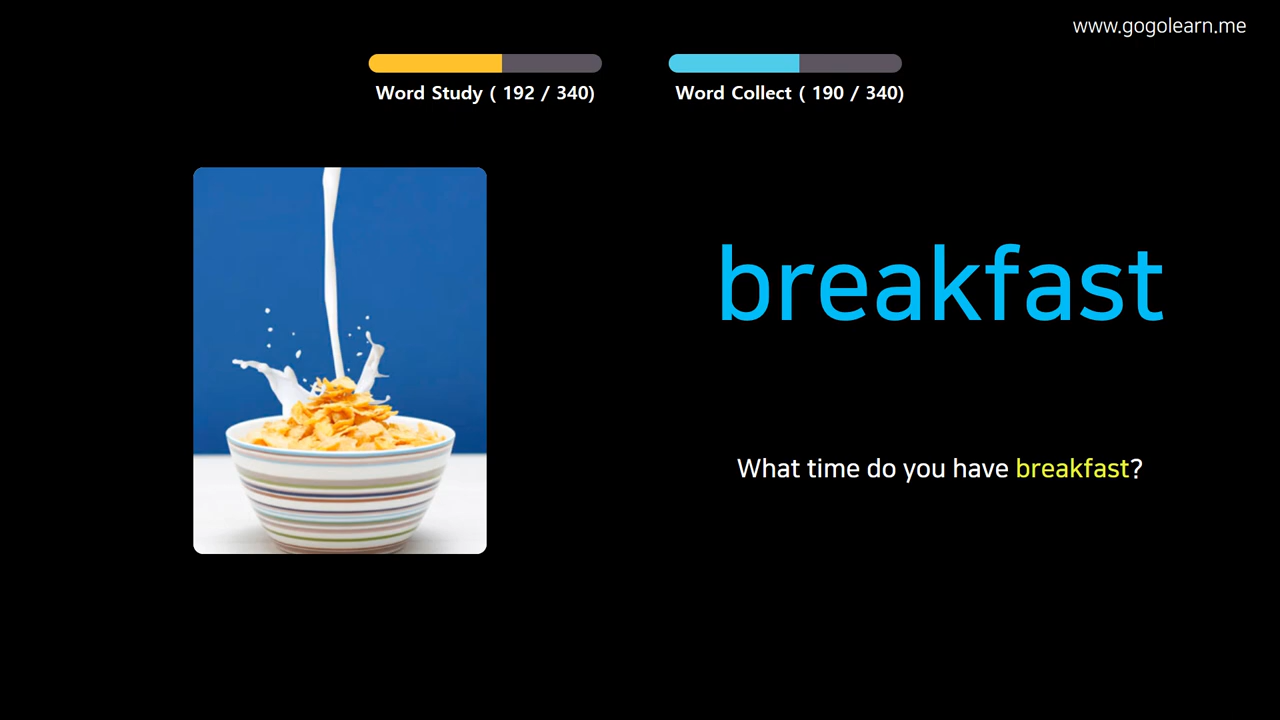 www.gogolearn.me
Word Study ( 192 / 340)
Word Collect ( 190 / 340)
breakfast
What time do you have breakfast?